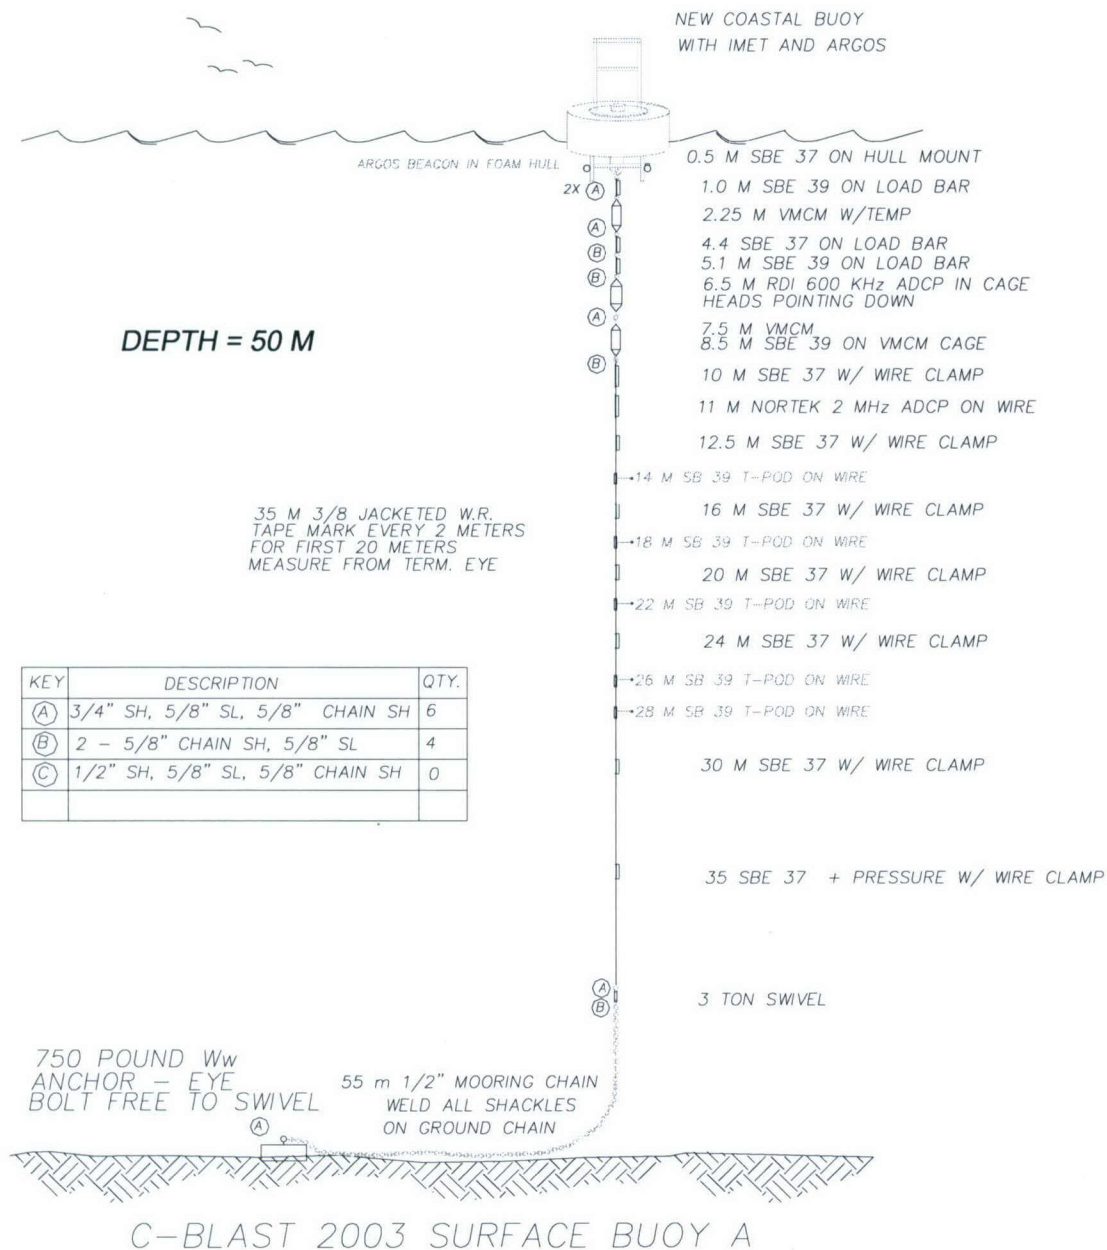 NEW COASTAL BUOY
WITH IMET AND ARGOS
ARGOS BEACON IN FOAM HULL
0.5 M SBE 37 ON HULL MOUNT
2X A
1.0 M SBE 39 ON LOAD BAR
2.25 M VMCM W/TEMP
A
4.4 SBE 37 ON LOAD BAR
B
5.1 M SBE 39 ON LOAD BAR
B
6.5 M RDI 600 KHz ADCP IN CAGE
HEADS POINTING DOWN
A
7.5 M VMCM
8.5 M SBE 39 ON VMCM CAGE
B
DEPTH = 50 M
10 M SBE 37 W/ WIRE CLAMP
11 M NORTEK 2 MHz ADCP ON WIRE
12.5 M SBE 37 W/ WIRE CLAMP
14 M SB 39 T-POD ON WIRE
16 M SBE 37 W/ WIRE CLAMP
18 M SB 39 T-POD ON WIRE
20 M SBE 37 W/ WIRE CLAMP
22 M SB 39 T-POD ON WIRE
24 M SBE 37 W/ WIRE CLAMP
26 M SB 39 T-POD ON WIRE
28 M SB 39 T-POD ON WIRE
30 M SBE 37 W/ WIRE CLAMP
35 SBE 37 + PRESSURE W/ WIRE CLAMP
35 M 3/8 JACKETED W.R.
TAPE MARK EVERY 2 METERS
FOR FIRST 20 METERS
MEASURE FROM TERM. EYE
KEY DESCRIPTION QTY.
A 3/4" SH, 5/8" SL, 5/8" CHAIN SH 6
B 2 - 5/8" CHAIN SH, 5/8" SL 4
C 1/2" SH, 5/8" SL, 5/8" CHAIN SH 0
A
B
3 TON SWIVEL
750 POUND Ww
ANCHOR - EYE
BOLT FREE TO SWIVEL
A
55 m 1/2" MOORING CHAIN
WELD ALL SHACKLES
ON GROUND CHAIN
C-BLAST 2003 SURFACE BUOY A